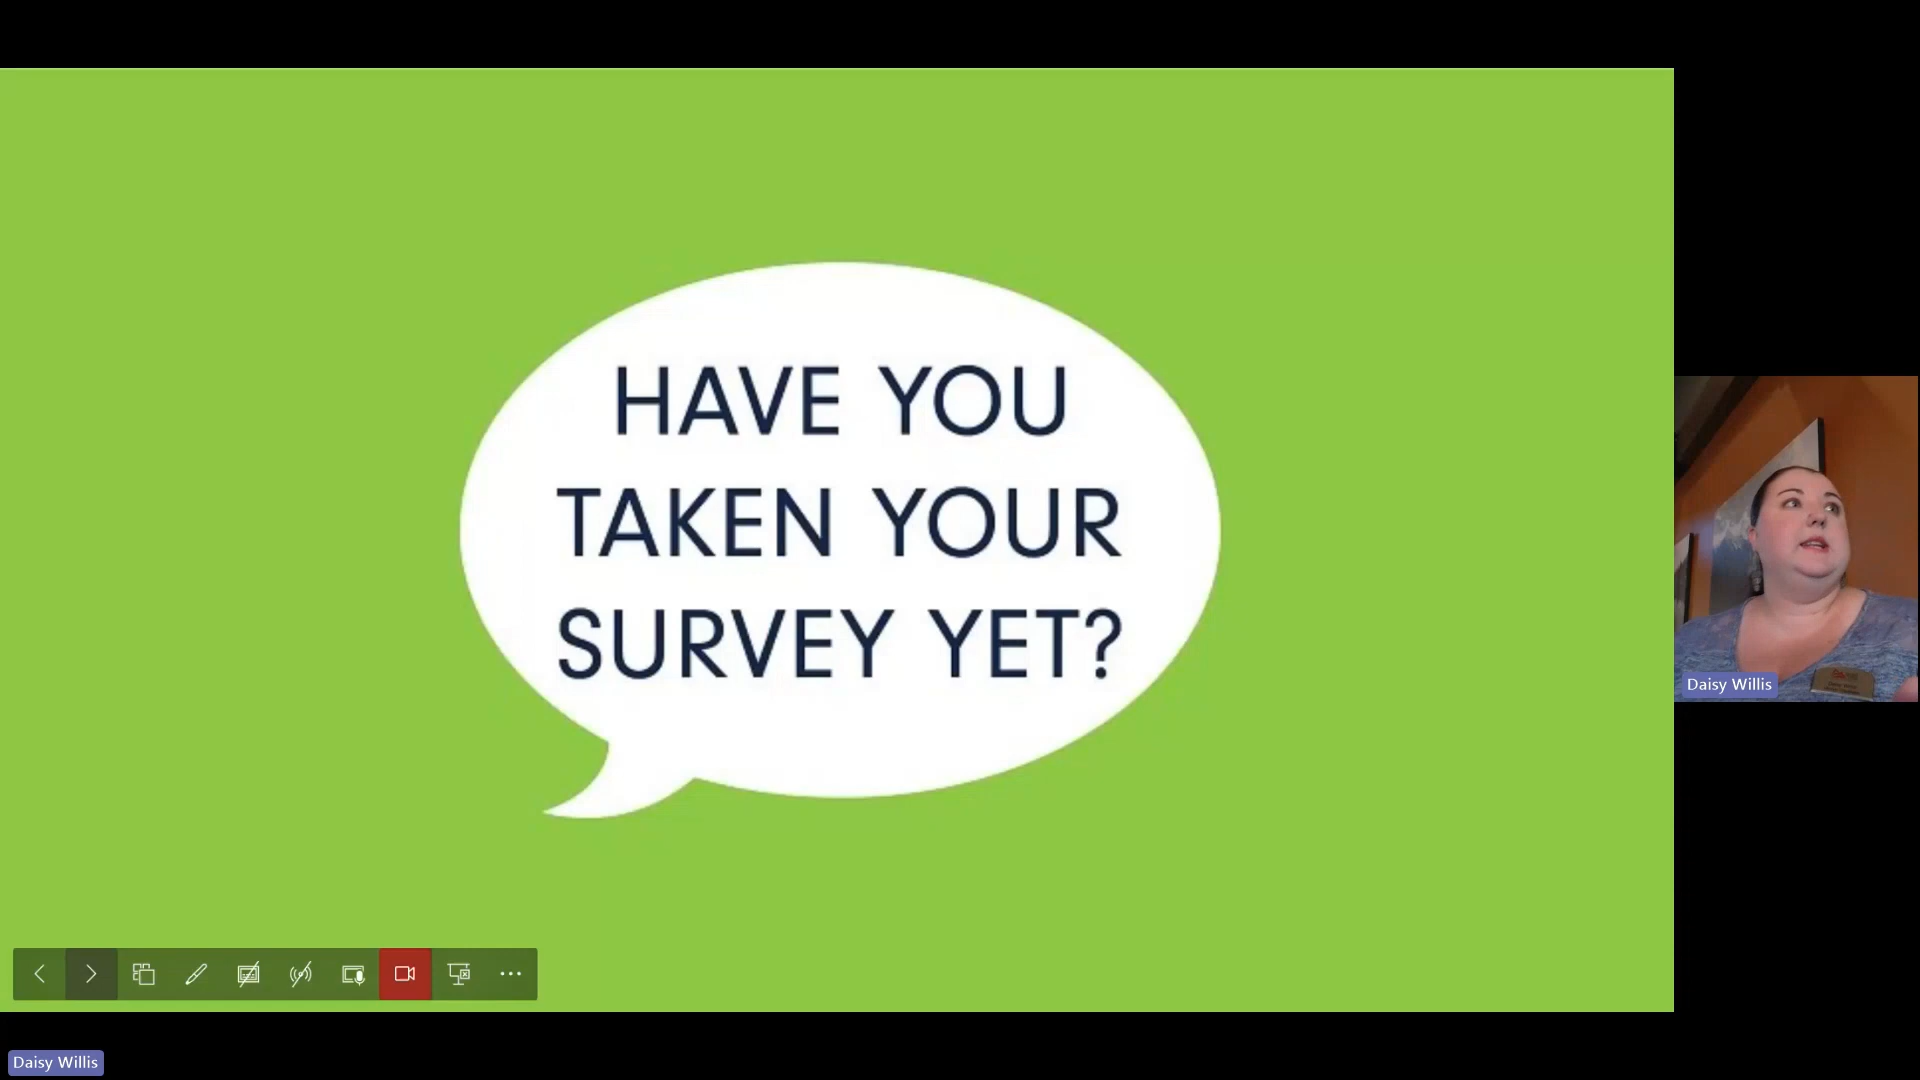 HAVE YOU
TAKEN YOUR
SURVEY YET?
Daisy Willis
Daisy Willis